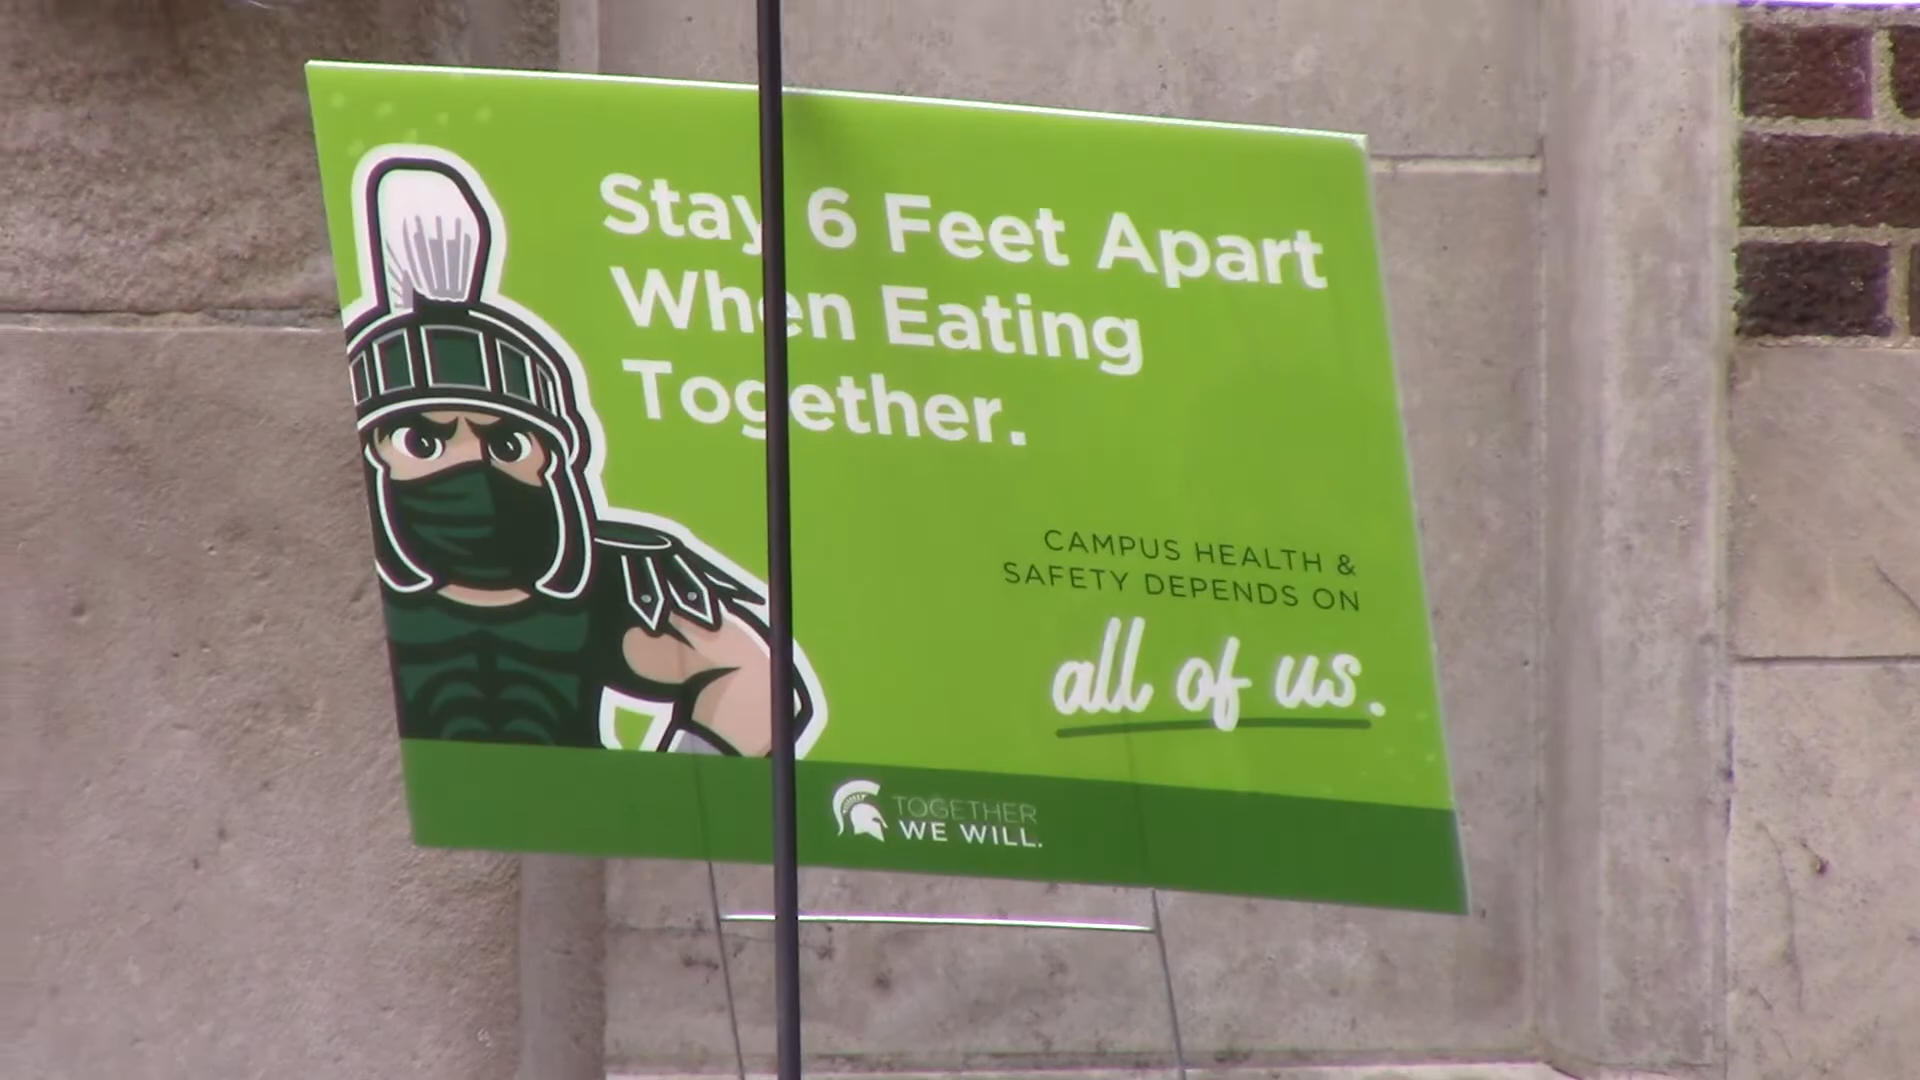 Stay 6 Feet Apart
When Eating
Together.
CAMPUS HEALTH &
SAFETY DEPENDS ON
all of us.
TOGETHER
WE WILL.